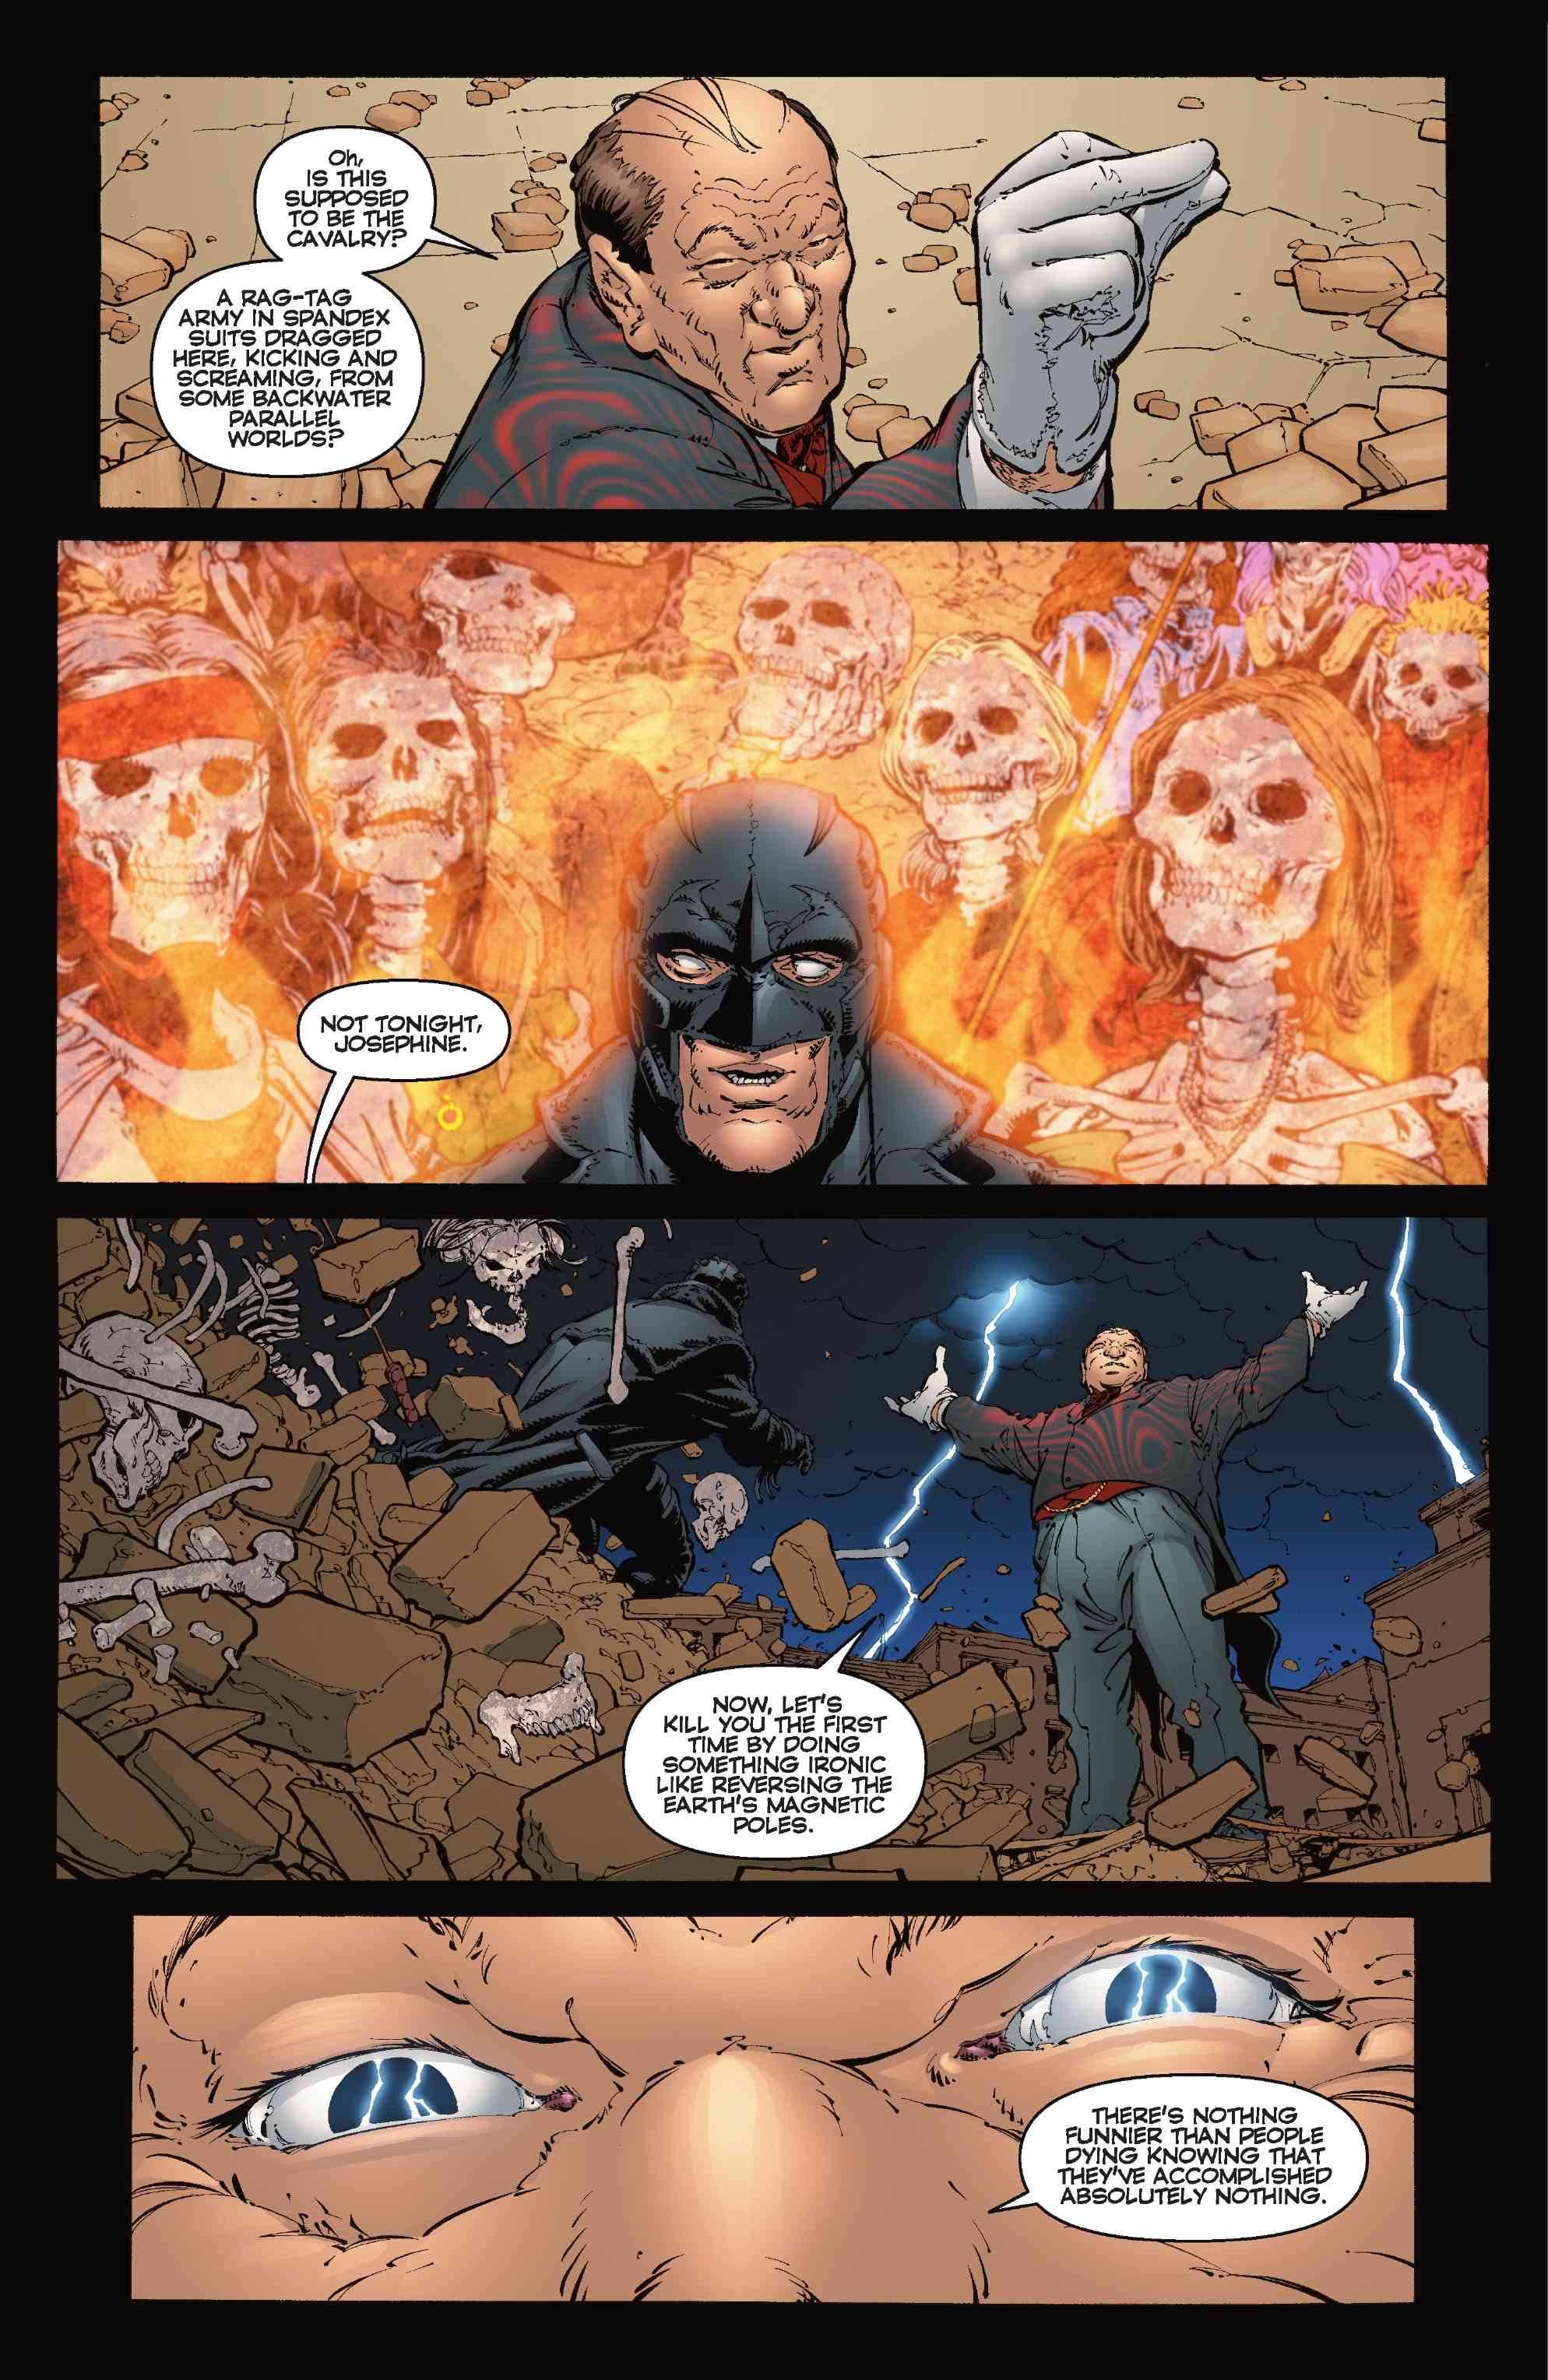 Oh,
IS THIS
SUPPOSED
TO BE THE
CAVALRY?
A RAG-TAG
ARMY IN SPANDEX
SUITS DRAGGED
HERE, KICKING AND
SCREAMING, FROM
SOME BACKWATER
PARALLEL
WORLDS?
NOT TONIGHT,
JOSEPHINE.
NOW, LET'S
KILL YOU THE FIRST
TIME BY DOING
SOMETHING IRONIC
LIKE REVERSING THE
EARTH'S MAGNETIC
POLES.
THERE'S NOTHING
FUNNIER THAN PEOPLE
DYING KNOWING THAT
THEY'VE ACCOMPLISHED
ABSOLUTELY NOTHING.